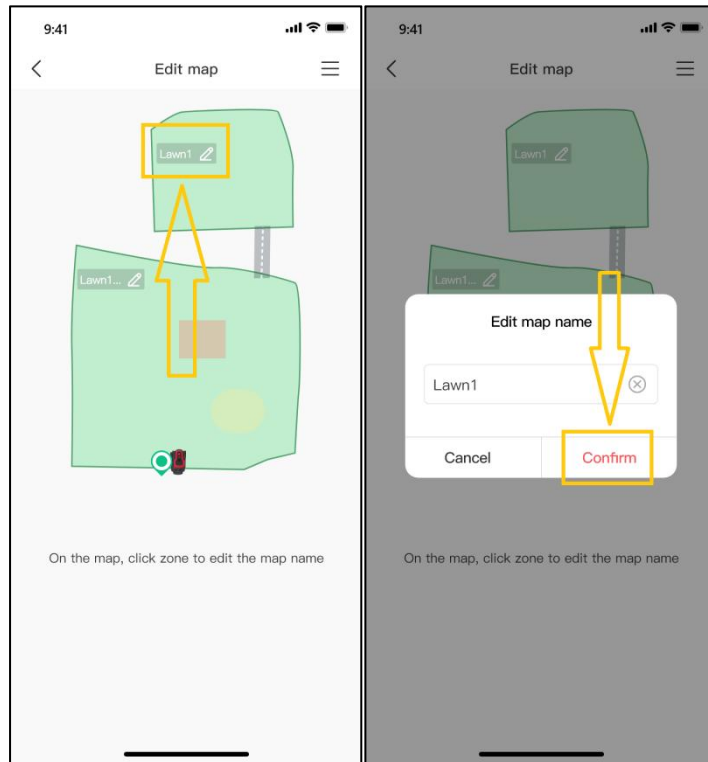 9:41
Edit map
Lawn1
Lawn1...
On the map, click zone to edit the map name
9:41
Edit map
Lawn1
Lawn1...
Edit map name
Lawn1
Cancel Confirm
On the map, click zone to edit the map name